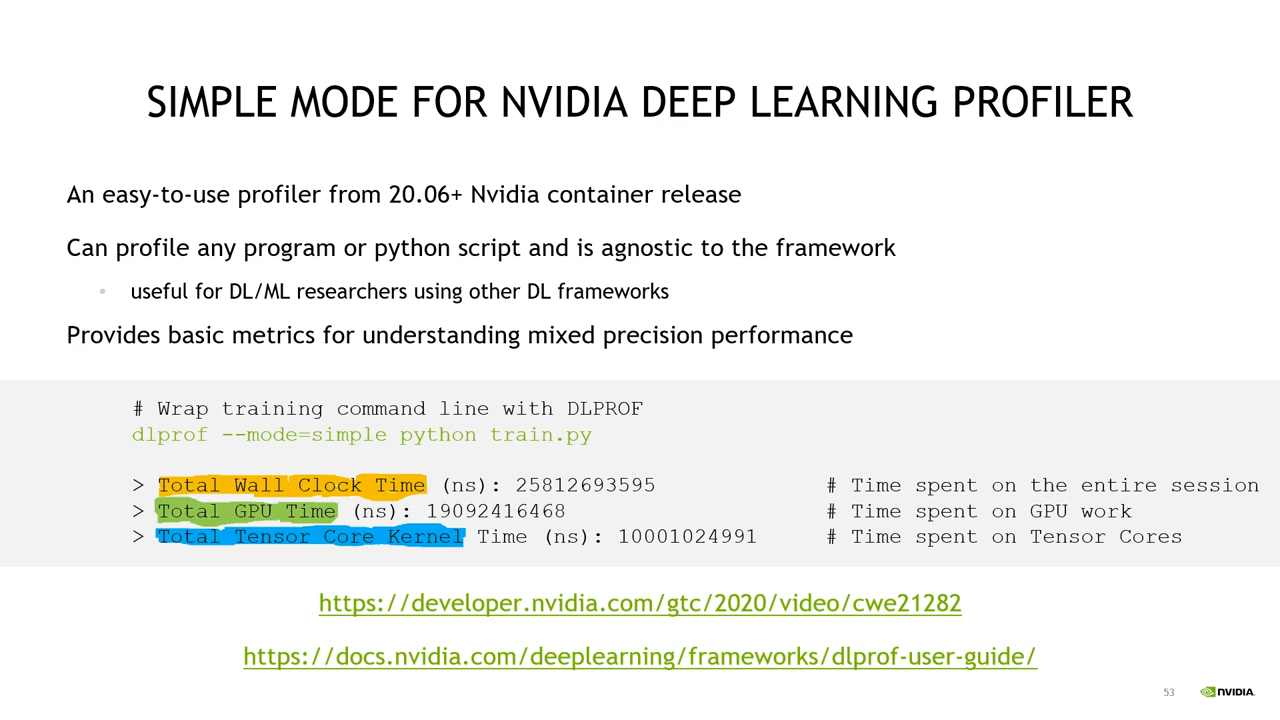 SIMPLE MODE FOR NVIDIA DEEP LEARNING PROFILER
An easy-to-use profiler from 20.06+ Nvidia container release
Can profile any program or python script and is agnostic to the framework
• useful for DL/ML researchers using other DL frameworks
Provides basic metrics for understanding mixed precision performance
# Wrap training command line with DLPROF
dlprof --mode=simple python train.py
> Total Wall Clock Time (ns): 25812693595 # Time spent on the entire session
> Total GPU Time (ns): 19092416468 # Time spent on GPU work
> Total Tensor Core Kernel Time (ns): 10001024991 # Time spent on Tensor Cores
https://developer.nvidia.com/gtc/2020/video/cwe21282
https://docs.nvidia.com/deeplearning/frameworks/dlprof-user-guide/
53 NVIDIA.